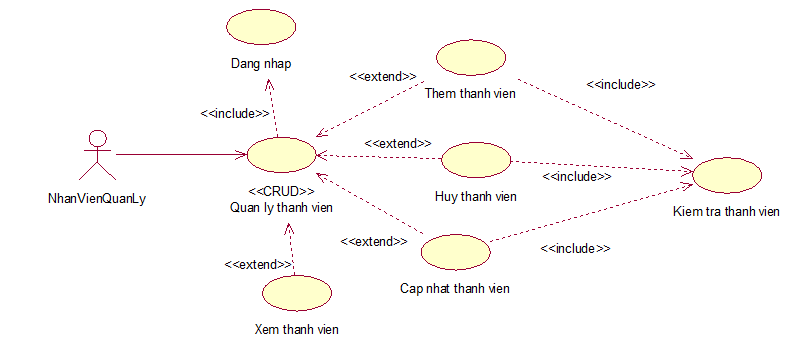 Dang nhap
<<include>>
<<extend>>
Them thanh vien
<<include>>
NhanVienQuanLy
<<CRUD>>
Quan ly thanh vien
<<extend>>
Huy thanh vien
<<include>>
Kiem tra thanh vien
<<extend>>
Cap nhat thanh vien
<<include>>
<<extend>>
Xem thanh vien